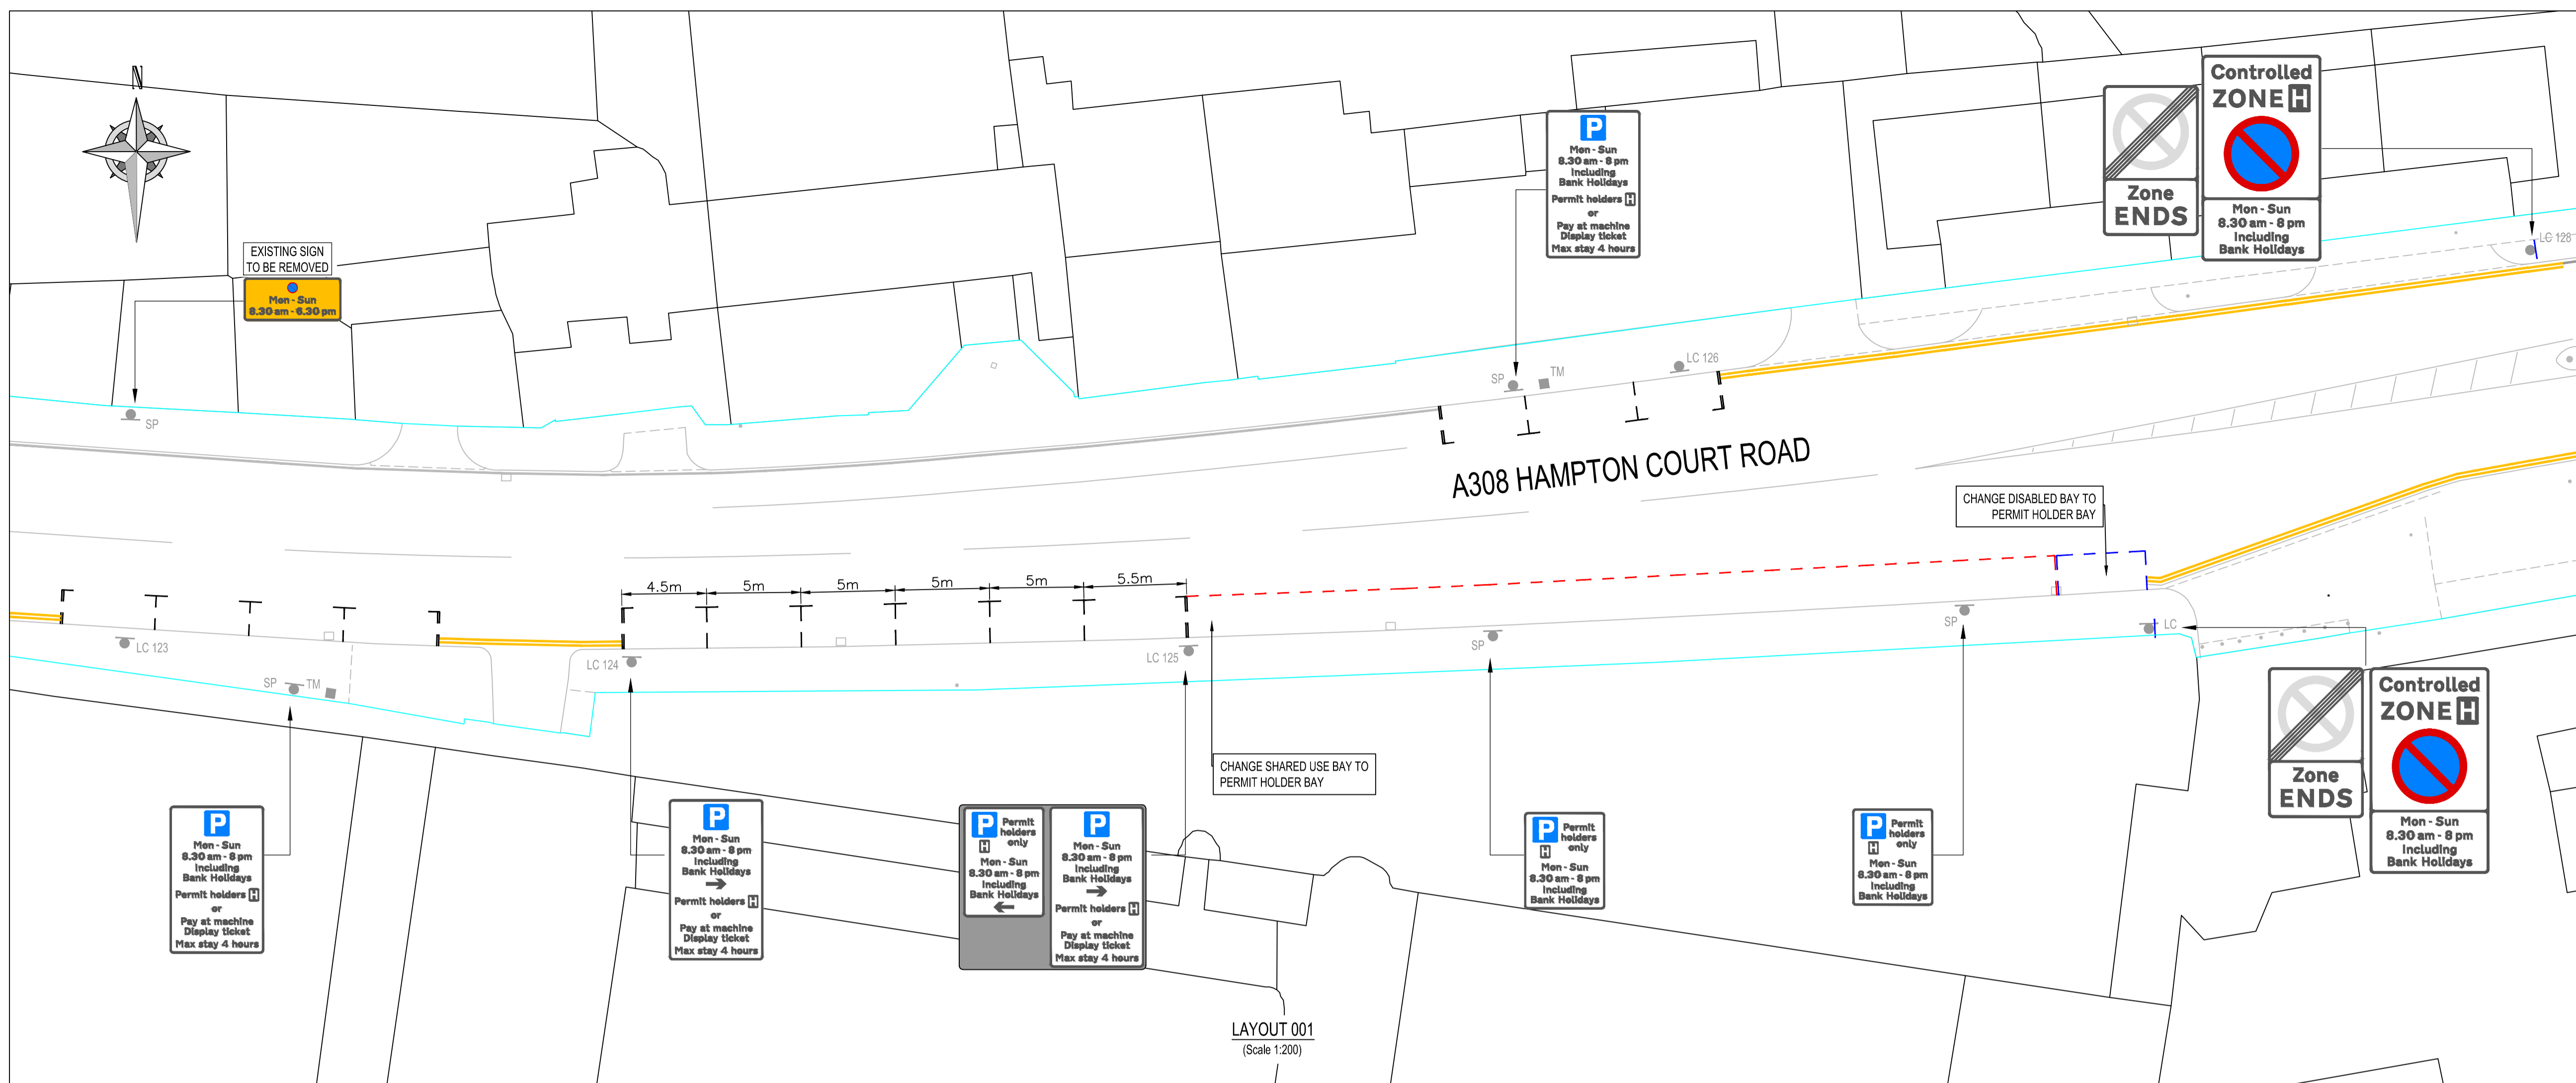 N
EXISTING SIGN
TO BE REMOVED
Mon - Sun
8.30 am - 6.30 pm
SP
P
Mon - Sun
8.30 am - 8 pm
Including
Bank Holidays
Permit holders H
or
Pay at machine
Display ticket
Max stay 4 hours
SP
TM
LC 126
Zone
ENDS
Controlled
ZONE H
Mon - Sun
8.30 am - 8 pm
Including
Bank Holidays
LC 128
A308 HAMPTON COURT ROAD
CHANGE DISABLED BAY TO
PERMIT HOLDER BAY
4.5m
5m
5m
5m
5m
5.5m
LC 123
SP
TM
LC 124
LC 125
SP
SP
LC
CHANGE SHARED USE BAY TO
PERMIT HOLDER BAY
P
Mon - Sun
8.30 am - 8 pm
Including
Bank Holidays
Permit holders H
or
Pay at machine
Display ticket
Max stay 4 hours
P
Mon - Sun
8.30 am - 8 pm
Including
Bank Holidays
Permit holders H
or
Pay at machine
Display ticket
Max stay 4 hours
P Permit
holders
H only
Mon - Sun
8.30 am - 8 pm
Including
Bank Holidays
P
Mon - Sun
8.30 am - 8 pm
Including
Bank Holidays
Permit holders H
or
Pay at machine
Display ticket
Max stay 4 hours
P Permit
holders
H only
Mon - Sun
8.30 am - 8 pm
Including
Bank Holidays
P Permit
holders
H only
Mon - Sun
8.30 am - 8 pm
Including
Bank Holidays
Zone
ENDS
Controlled
ZONE H
Mon - Sun
8.30 am - 8 pm
Including
Bank Holidays
LAYOUT 001
(Scale 1:200)